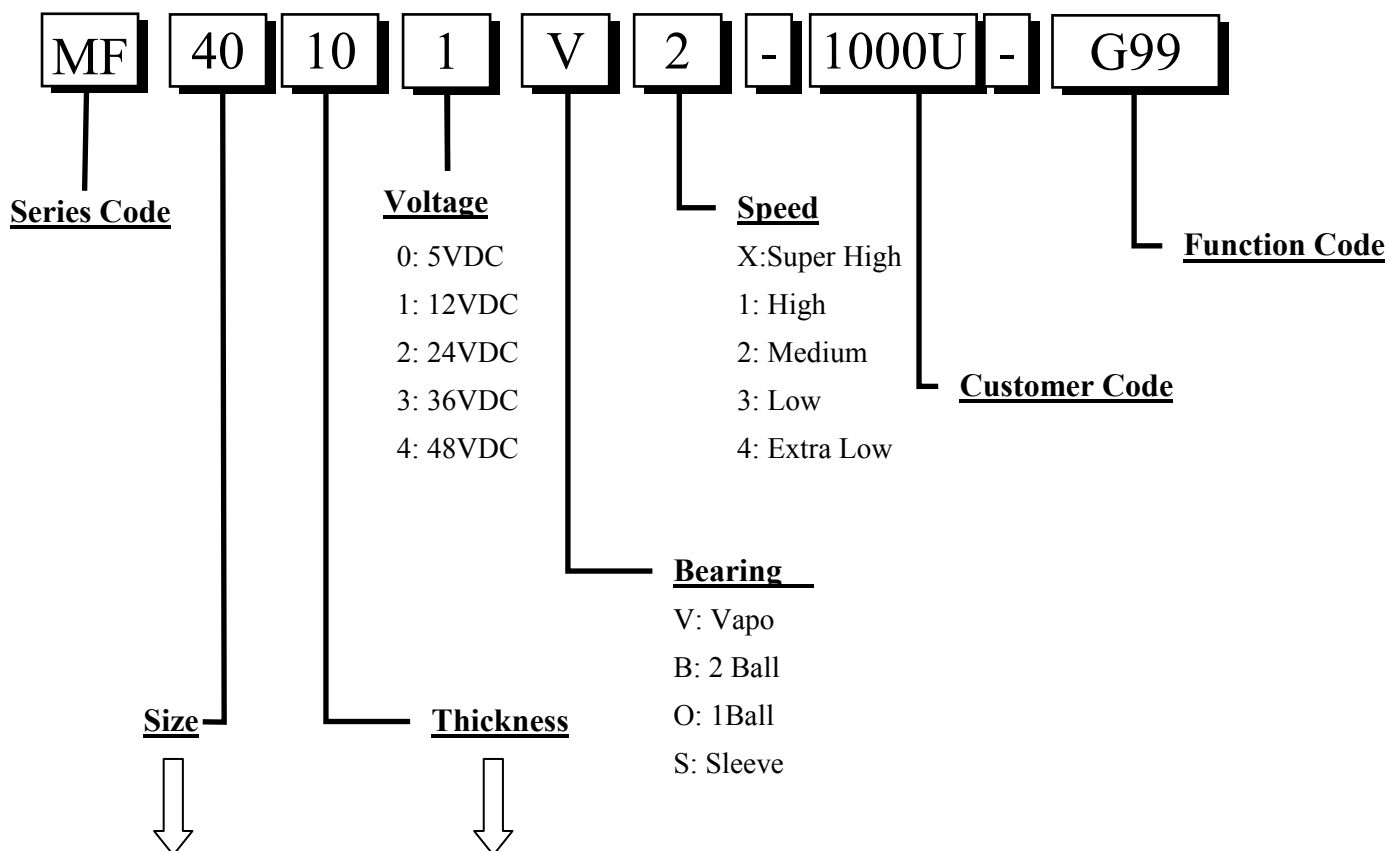 MF 40 10 1 V 2 - 1000U - G99
Series Code
Voltage
0: 5VDC
1: 12VDC
2: 24VDC
3: 36VDC
4: 48VDC
Speed
X:Super High
1: High
2: Medium
3: Low
4: Extra Low
Function Code
Customer Code
Bearing
V: Vapo
B: 2 Ball
O: 1Ball
S: Sleeve
Size
Thickness